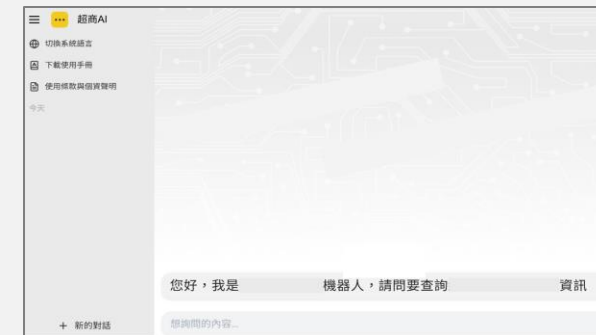 超商AI
切換系統語言
下載使用手冊
使用條款與個資聲明
今天
您好，我是 機器人，請問要查詢 資訊
想詢問的內容...
+ 新的對話